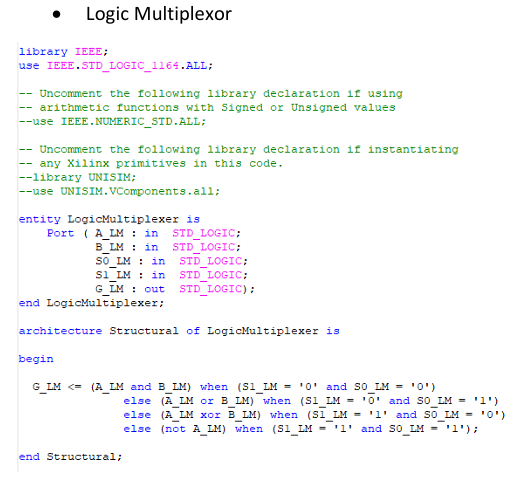 • Logic Multiplexor
library IEEE;
use IEEE.STD_LOGIC_1164.ALL;
-- Uncomment the following library declaration if using
-- arithmetic functions with Signed or Unsigned values
--use IEEE.NUMERIC_STD.ALL;
-- Uncomment the following library declaration if instantiating
-- any Xilinx primitives in this code.
--library UNISIM;
--use UNISIM.VComponents.all;
entity LogicMultiplexer is
Port ( A_LM : in STD_LOGIC;
B_LM : in STD_LOGIC;
S0_LM : in STD_LOGIC;
S1_LM : in STD_LOGIC;
G_LM : out STD_LOGIC);
end LogicMultiplexer;
architecture Structural of LogicMultiplexer is
begin
G_LM <= (A_LM and B_LM) when (S1_LM = '0' and S0_LM = '0')
else (A_LM or B_LM) when (S1_LM = '0' and S0_LM = '1')
else (A_LM xor B_LM) when (S1_LM = '1' and S0_LM = '0')
else (not A_LM) when (S1_LM = '1' and S0_LM = '1');
end Structural;